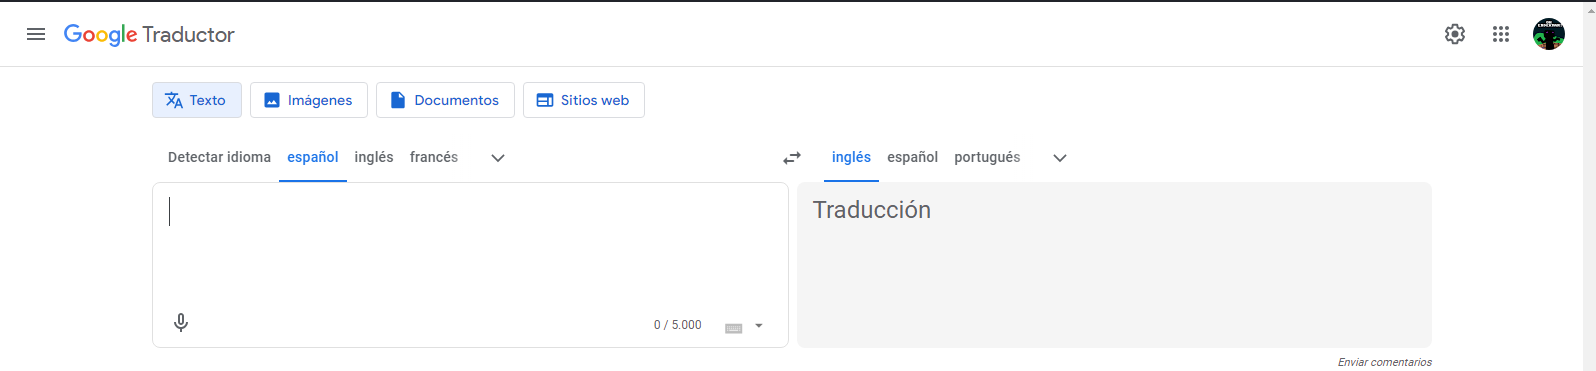 Google Traductor
Texto
Imágenes
Documentos
Sitios web
Detectar idioma español inglés francés
inglés español portugués
Traducción
0 / 5.000
Enviar comentarios